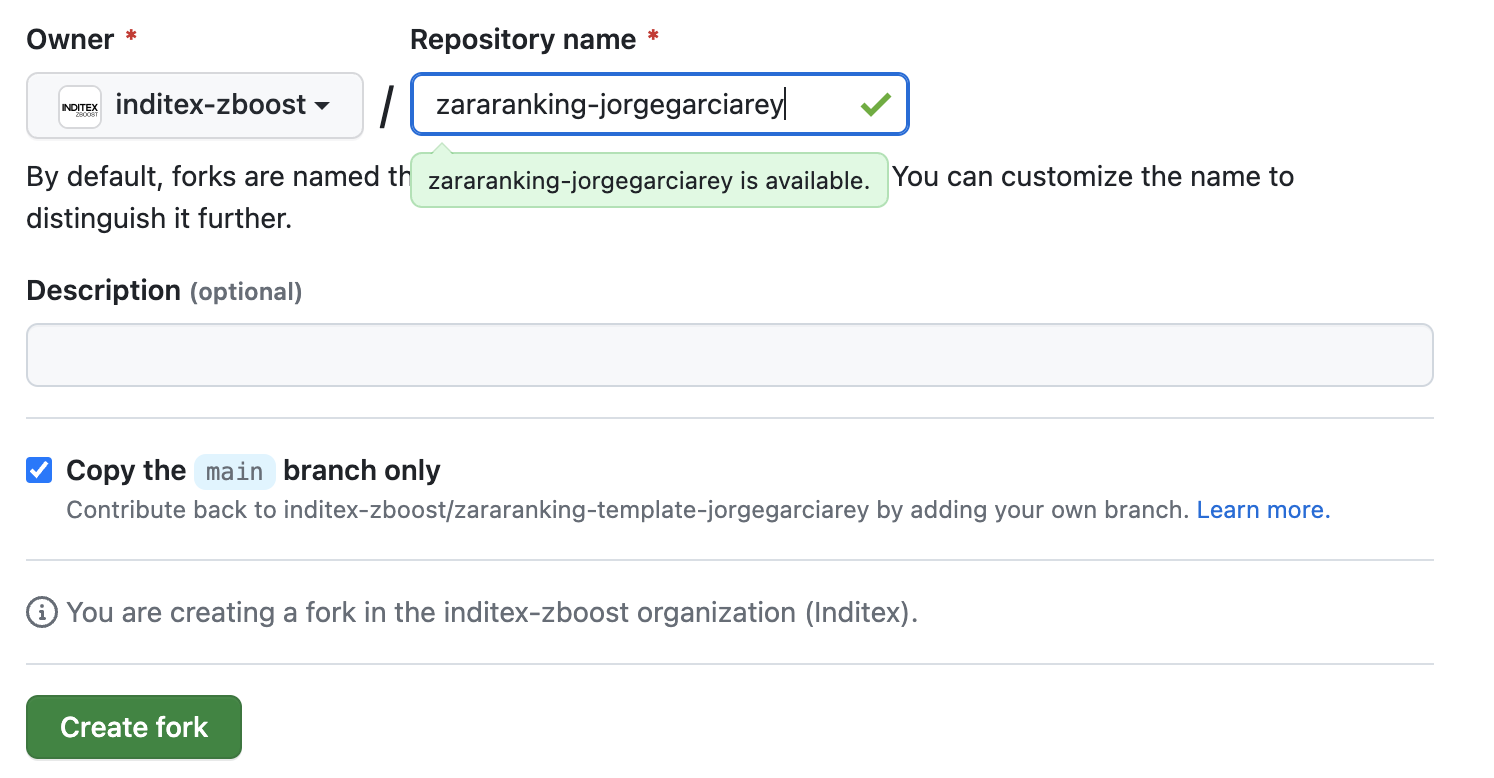 Owner * Repository name *
INDITEX
ZBOOST
inditex-zboost / zararanking-jorgegarciarey
By default, forks are named th
zararanking-jorgegarciarey is available.
You can customize the name to
distinguish it further.
Description (optional)
Copy the main branch only
Contribute back to inditex-zboost/zararanking-template-jorgegarciarey by adding your own branch. Learn more.
You are creating a fork in the inditex-zboost organization (Inditex).
Create fork